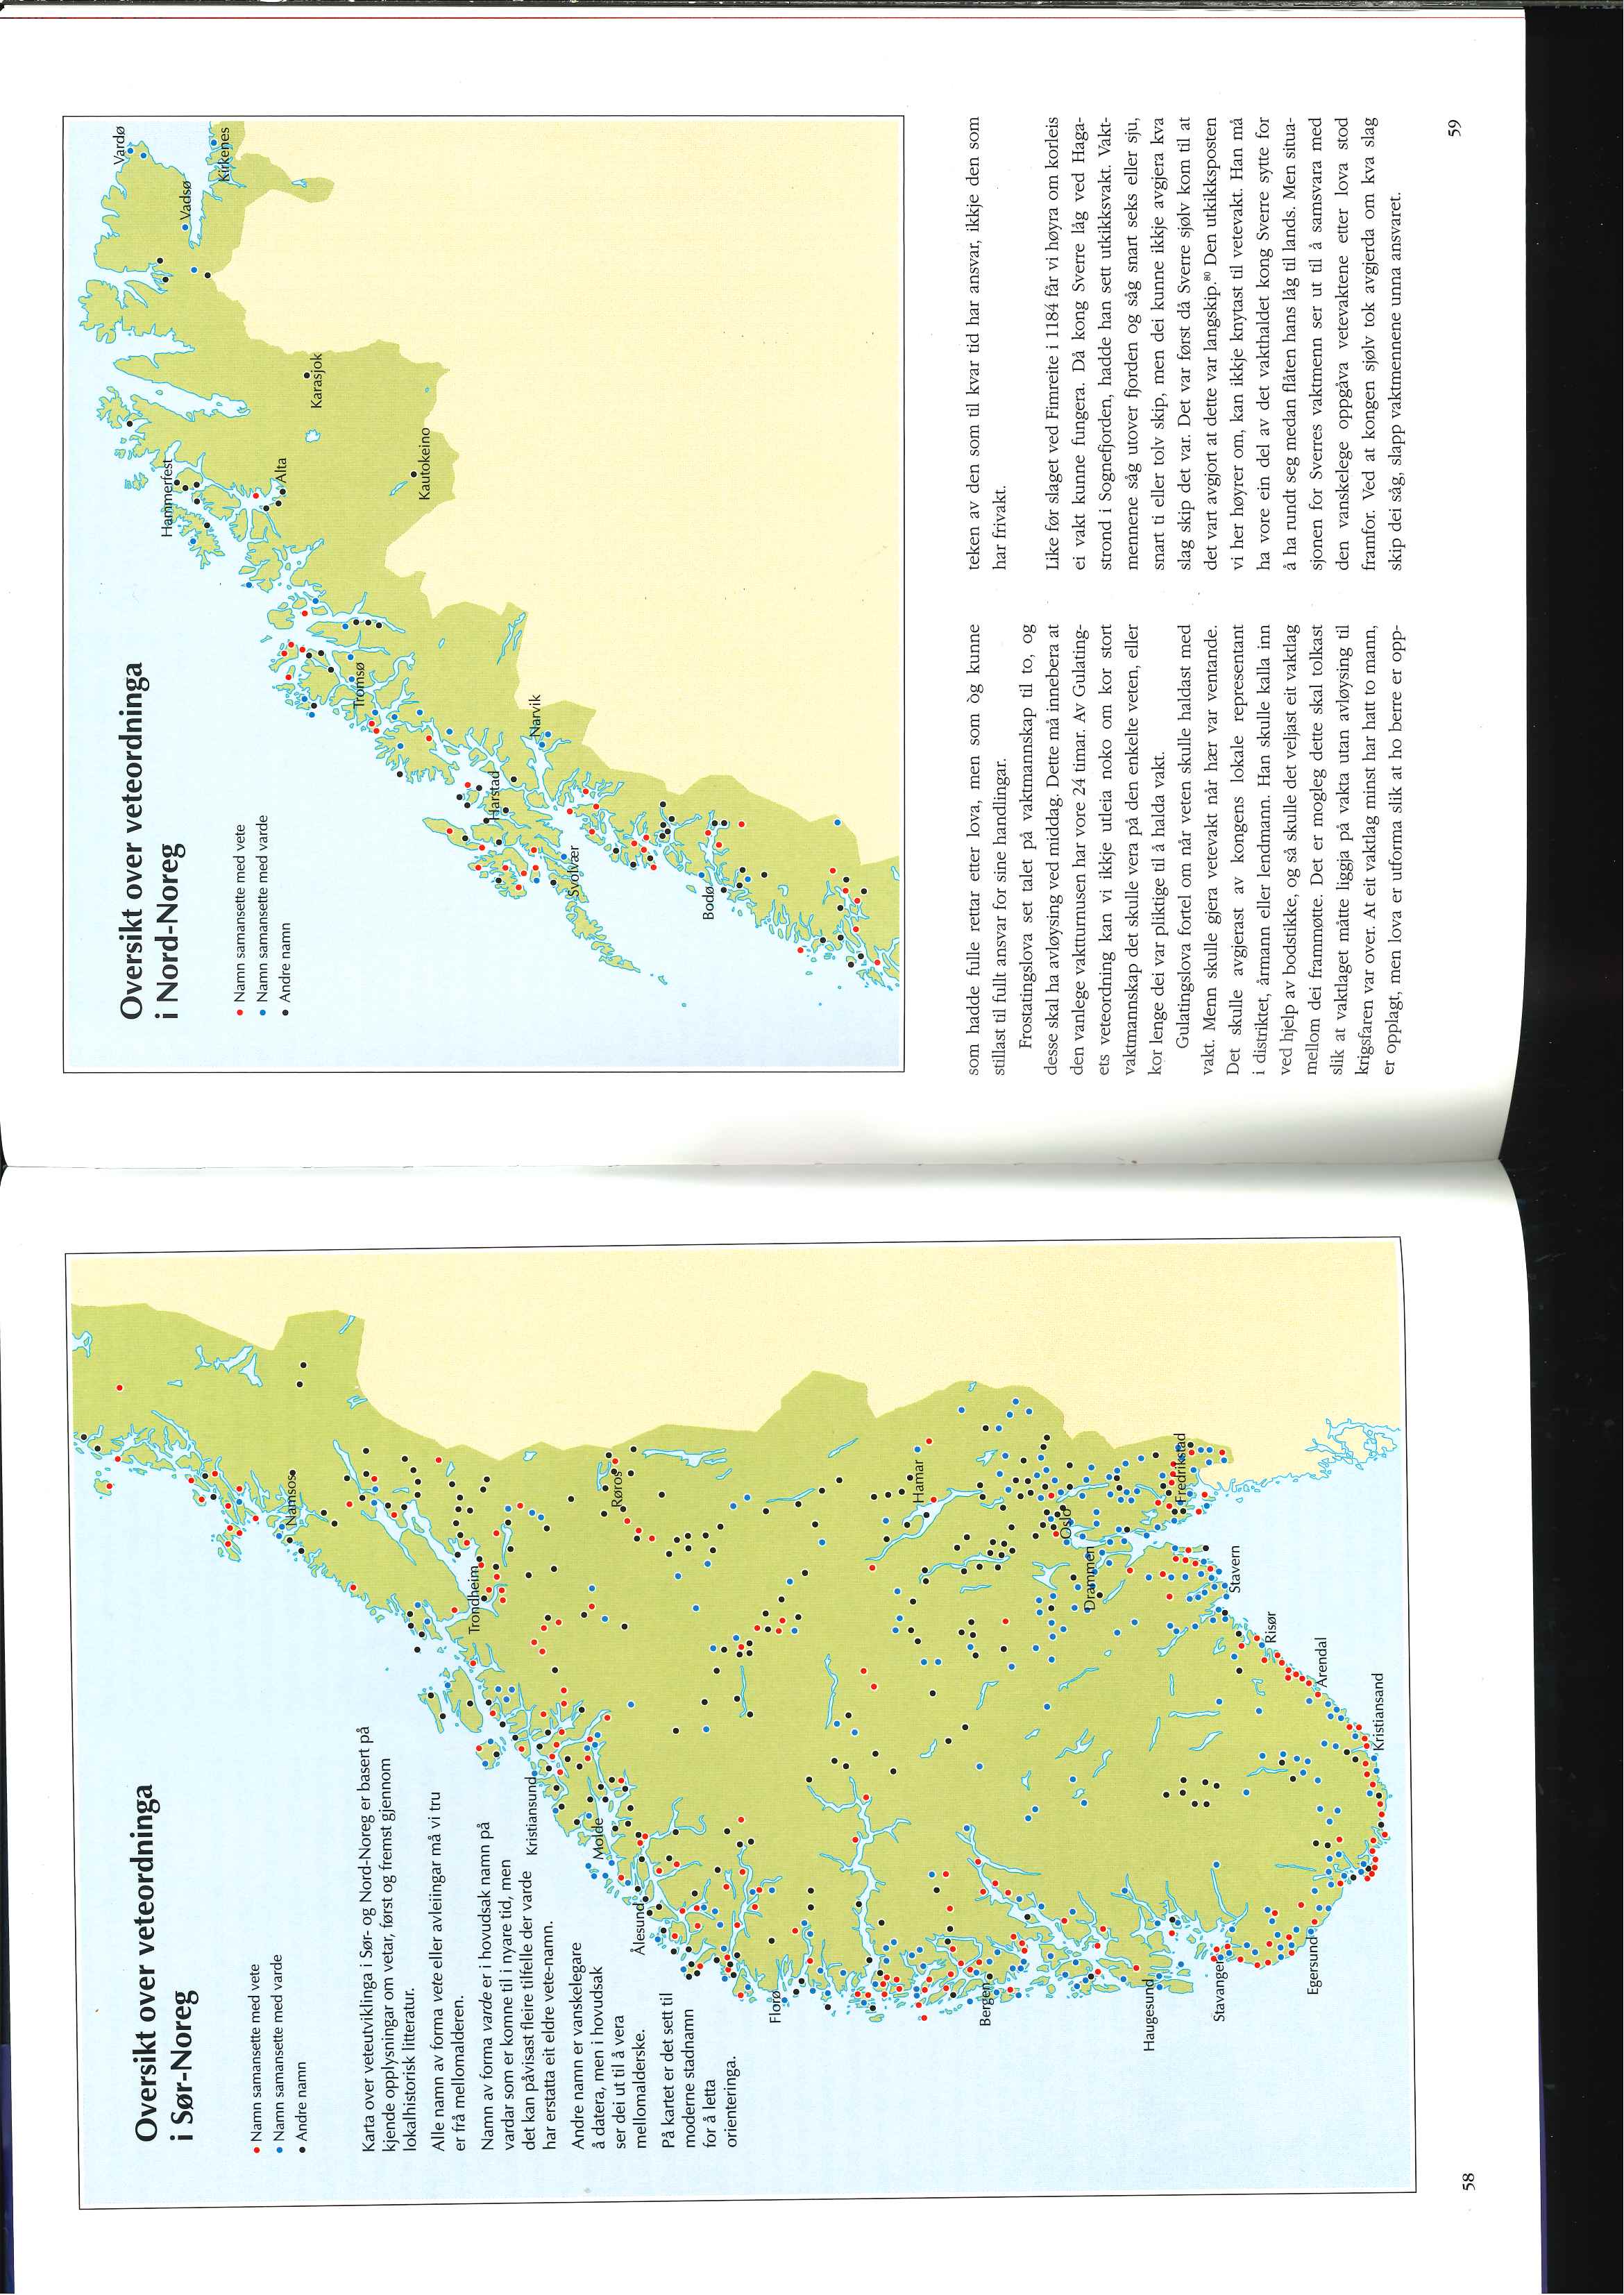 Oversikt over veteordninga
i Sør-Noreg
• Namn samansette med vete
• Namn samansette med varde
• Andre namn
Karta over veteutviklinga i Sør- og Nord-Noreg er basert på
kjende opplysningar om vetar, først og fremst gjennom
lokalhistorisk litteratur.
Alle namn av forma vete eller avleiingar må vi tru
er frå mellomalderen.
Namn av forma varde er i hovudsak namn på
vardar som er komne til i nyare tid, men
det kan påvisast fleire tilfelle der varde
har erstatta eit eldre vete-namn.
Andre namn er vanskelegare
å datera, men i hovudsak
ser dei ut til å vera
mellomalderske.
På kartet er det sett til
moderne stadnamn
for å letta
orienteringa.
Namsos
Trondheim
Kristiansund
Molde
Røros
Ålesund
Florø
Hamar
Bergen
Oslo
Drammen
Fredrikstad
Haugesund
Stavanger
Stavern
Risør
Egersund
Arendal
Kristiansand
58
Oversikt over veteordninga
i Nord-Noreg
• Namn samansette med vete
• Namn samansette med varde
• Andre namn
Vardø
Vadsø
Kirkenes
Hammerfest
Alta
Karasjok
Kautokeino
Tromsø
Harstad
Narvik
Svolvær
Bodø
som hadde fulle rettar etter lova, men som òg kunne
stillast til fullt ansvar for sine handlingar.
Frostatingslova set talet på vaktmannskap til to, og
desse skal ha avløysing ved middag. Dette må innebera at
den vanlege vaktturnusen har vore 24 timar. Av Gulating-
ets veteordning kan vi ikkje utleia noko om kor stort
vaktmannskap det skulle vera på den enkelte veten, eller
kor lenge dei var pliktige til å halda vakt.
Gulatingslova fortel om når veten skulle haldast med
vakt. Menn skulle gjera vetevakt når hær var ventande.
Det skulle avgjerast av kongens lokale representant
i distriktet, årmann eller lendmann. Han skulle kalla inn
ved hjelp av bodstikke, og så skulle det veljast eit vaktlag
mellom dei frammøtte. Det er mogleg dette skal tolkast
slik at vaktlaget måtte liggja på vakta utan avløysing til
krigsfaren var over. At eit vaktlag minst har hatt to mann,
er opplagt, men lova er utforma slik at ho berre er opp-
teken av den som til kvar tid har ansvar, ikkje den som
har frivakt.
Like før slaget ved Fimreite i 1184 får vi høyra om korleis
ei vakt kunne fungera. Då kong Sverre låg ved Haga-
strond i Sognefjorden, hadde han sett utkikksvakt. Vakt-
mennene såg utover fjorden og såg snart seks eller sju,
snart ti eller tolv skip, men dei kunne ikkje avgjera kva
slag skip det var. Det var først då Sverre sjølv kom til at
det vart avgjort at dette var langskip.⁸⁰ Den utkikksposten
vi her høyrer om, kan ikkje knytast til vetevakt. Han må
ha vore ein del av det vakthaldet kong Sverre sytte for
å ha rundt seg medan flåten hans låg til lands. Men situa-
sjonen for Sverres vaktmenn ser ut til å samsvara med
den vanskelege oppgåva vetevaktene etter lova stod
framfor. Ved at kongen sjølv tok avgjerda om kva slag
skip dei såg, slapp vaktmennene unna ansvaret.
59